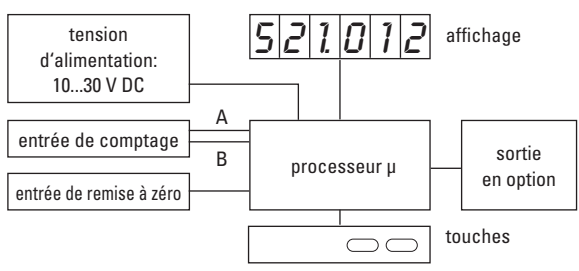 tension
d'alimentation:
10...30 V DC
521.012
affichage
A
entrée de comptage
B
processeur µ
sortie
en option
entrée de remise à zéro
touches